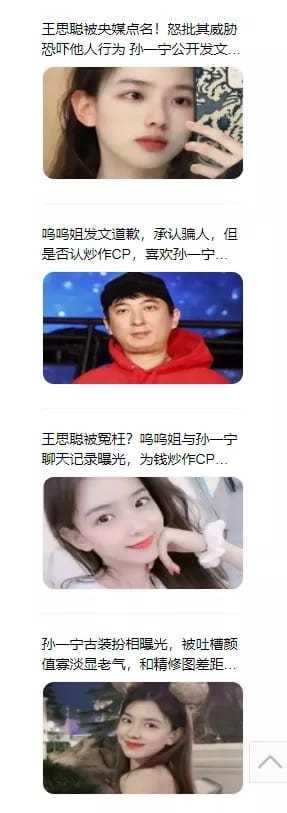 王思聪被央媒点名！怒批其威胁
恐吓他人行为 孙一宁公开发文...
呜呜姐发文道歉，承认骗人，但
是否认炒作CP，喜欢孙一宁...
王思聪被冤枉？呜呜姐与孙一宁
聊天记录曝光，为钱炒作CP...
孙一宁古装扮相曝光，被吐槽颜
值寡淡显老气，和精修图差距...